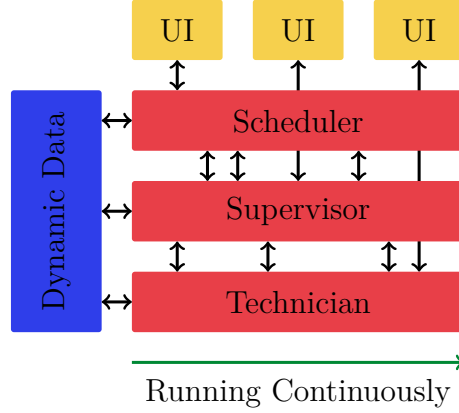 UI
UI
UI
Dynamic Data
Scheduler
Supervisor
Technician
Running Continuously